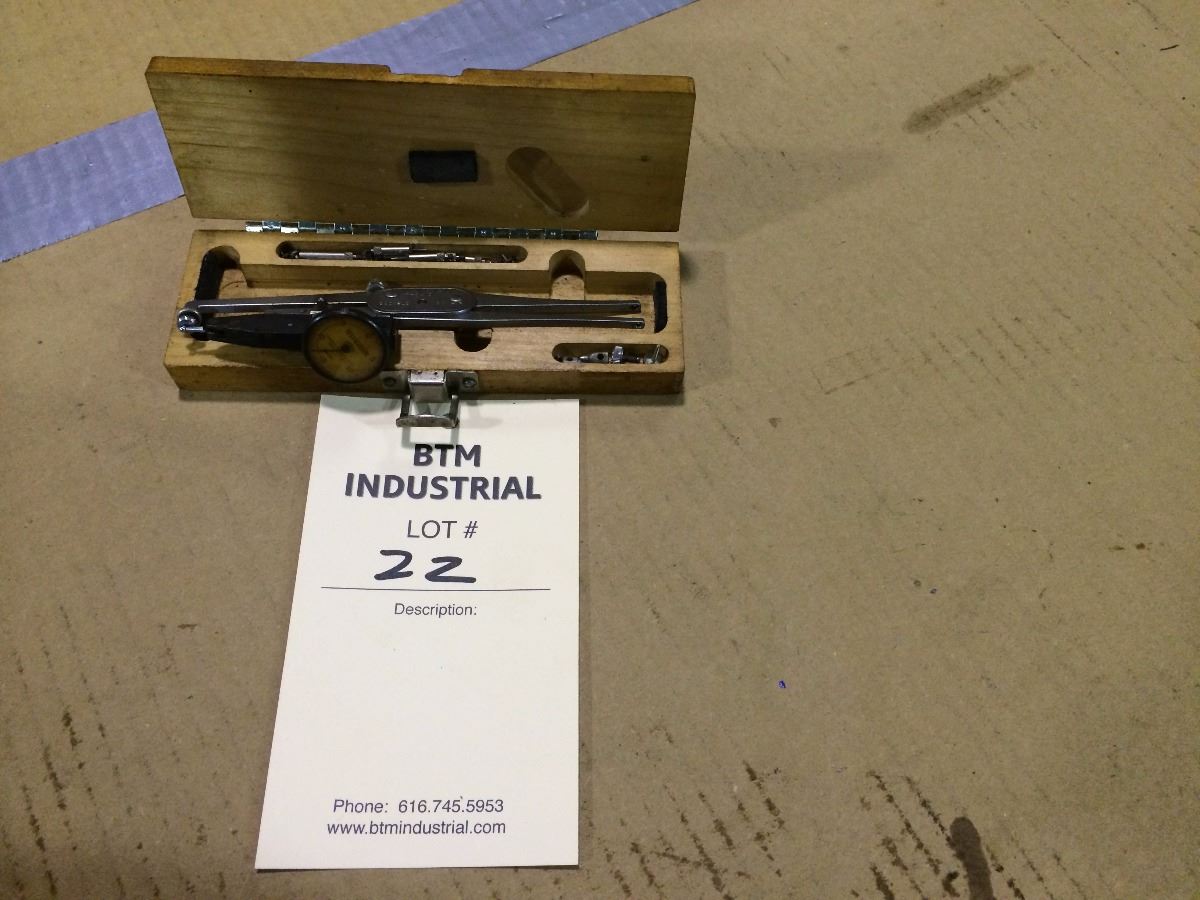 BTM
INDUSTRIAL
LOT #
22
Description:
Phone: 616.745.5953
www.btmindustrial.com